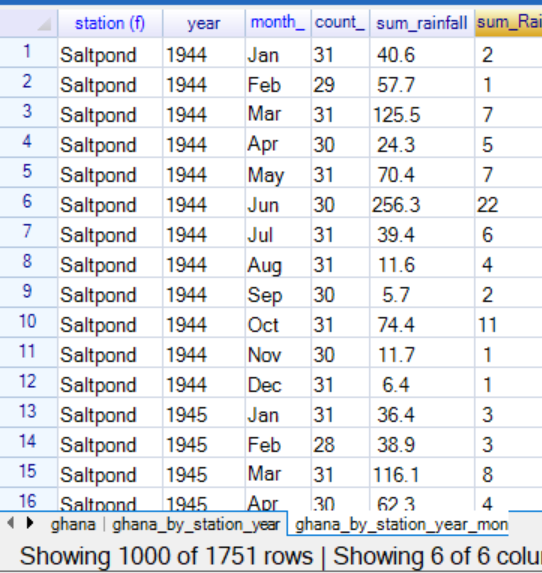 station (f) year month_ count_ sum_rainfall sum_Rai
1 Saltpond 1944 Jan 31 40.6 2
2 Saltpond 1944 Feb 29 57.7 1
3 Saltpond 1944 Mar 31 125.5 7
4 Saltpond 1944 Apr 30 24.3 5
5 Saltpond 1944 May 31 70.4 7
6 Saltpond 1944 Jun 30 256.3 22
7 Saltpond 1944 Jul 31 39.4 6
8 Saltpond 1944 Aug 31 11.6 4
9 Saltpond 1944 Sep 30 5.7 2
10 Saltpond 1944 Oct 31 74.4 11
11 Saltpond 1944 Nov 30 11.7 1
12 Saltpond 1944 Dec 31 6.4 1
13 Saltpond 1945 Jan 31 36.4 3
14 Saltpond 1945 Feb 28 38.9 3
15 Saltpond 1945 Mar 31 116.1 8
16 Saltpond 1945 Apr 30 62.3 4
ghana ghana_by_station_year ghana_by_station_year_mon
Showing 1000 of 1751 rows | Showing 6 of 6 colu